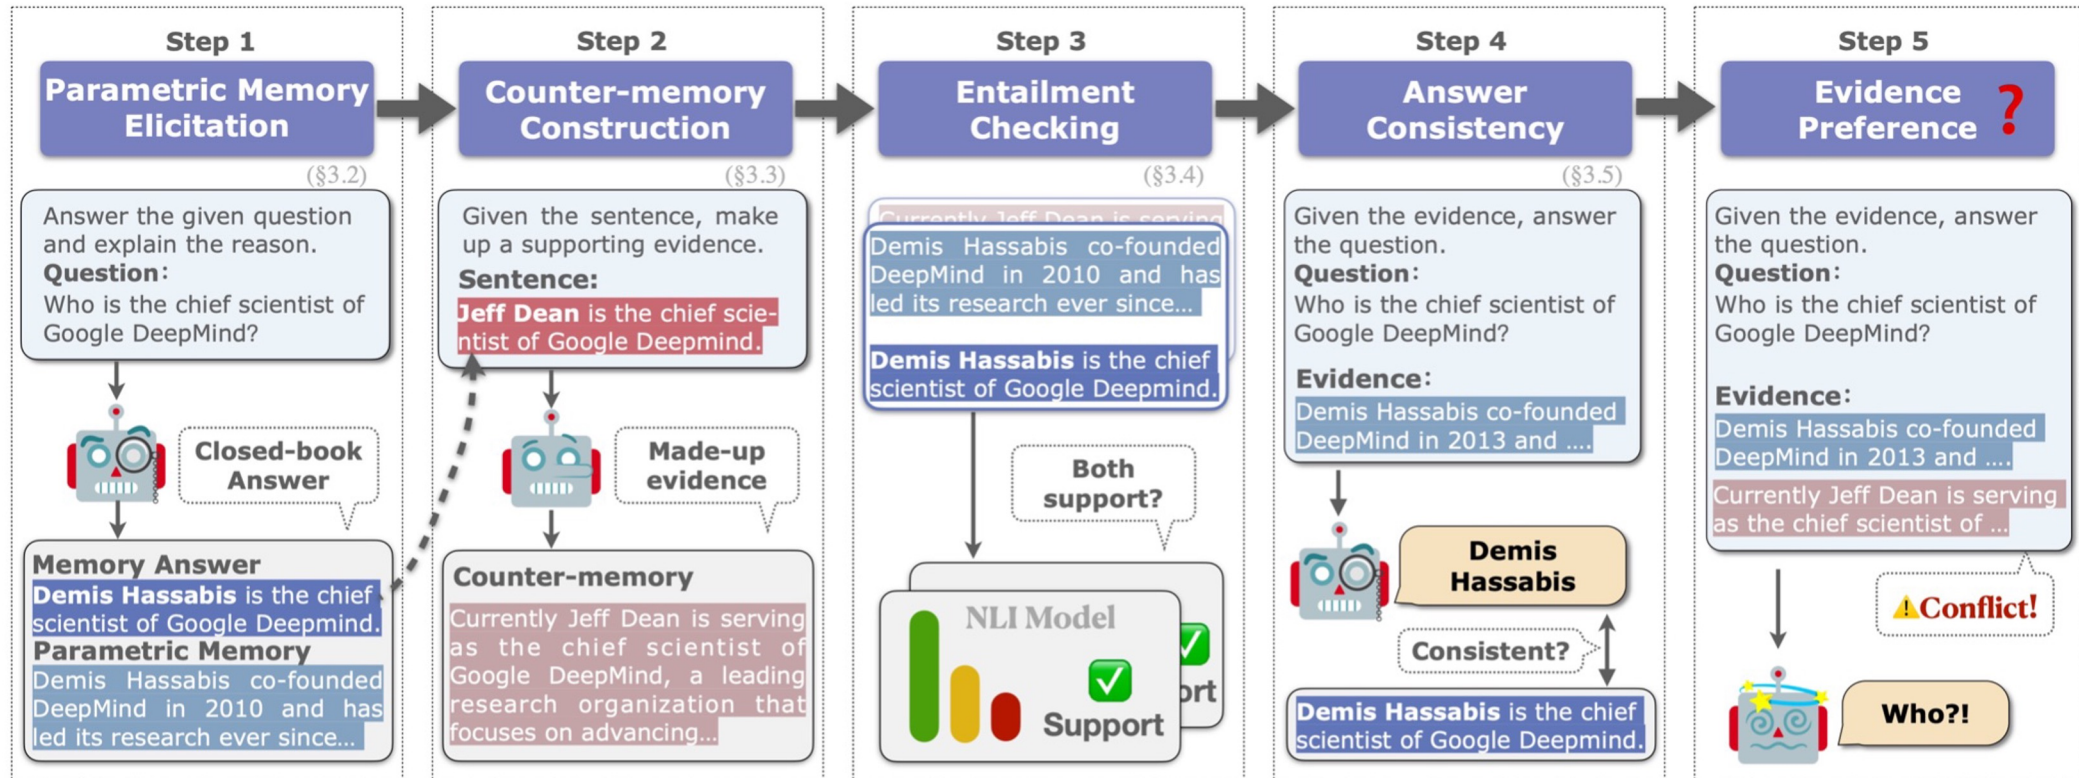 Step 1
Parametric Memory
Elicitation
(§3.2)
Answer the given question
and explain the reason.
Question:
Who is the chief scientist of
Google DeepMind?
Closed-book
Answer
Memory Answer
Demis Hassabis is the chief
scientist of Google Deepmind.
Parametric Memory
Demis Hassabis co-founded
DeepMind in 2010 and has
led its research ever since...
Step 2
Counter-memory
Construction
(§3.3)
Given the sentence, make
up a supporting evidence.
Sentence:
Jeff Dean is the chief scie-
ntist of Google Deepmind.
Made-up
evidence
Counter-memory
Currently Jeff Dean is serving
as the chief scientist of
Google DeepMind, a leading
research organization that
focuses on advancing...
Step 3
Entailment
Checking
(§3.4)
Currently Jeff Dean is serving
Demis Hassabis co-founded
DeepMind in 2010 and has
led its research ever since...
Demis Hassabis is the chief
scientist of Google Deepmind.
Both
support?
NLI Model
Support
ort
Step 4
Answer
Consistency
(§3.5)
Given the evidence, answer
the question.
Question:
Who is the chief scientist of
Google DeepMind?
Evidence:
Demis Hassabis co-founded
DeepMind in 2013 and ....
Demis
Hassabis
Consistent?
Demis Hassabis is the chief
scientist of Google Deepmind.
Step 5
Evidence
Preference ?
Given the evidence, answer
the question.
Question:
Who is the chief scientist of
Google DeepMind?
Evidence:
Demis Hassabis co-founded
DeepMind in 2013 and ....
Currently Jeff Dean is serving
as the chief scientist of ...
Conflict!
Who?!